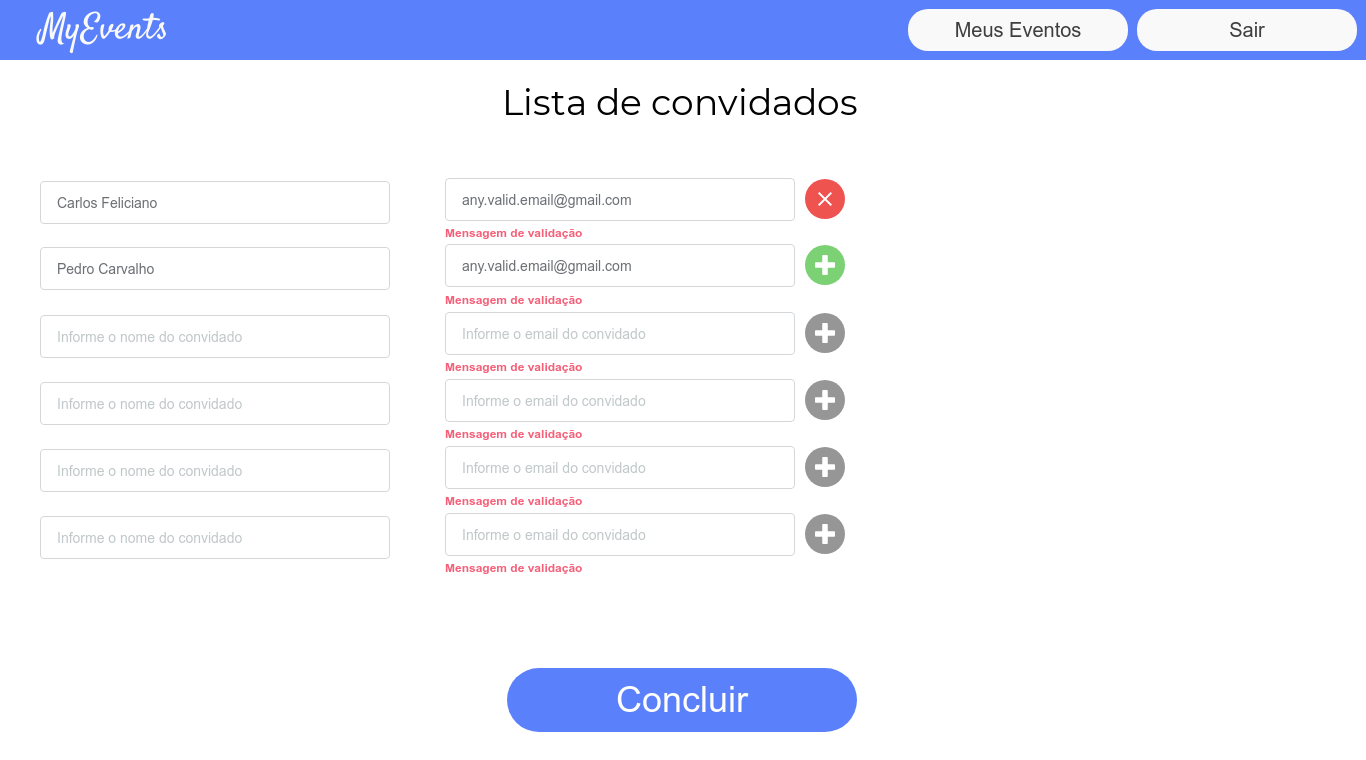 MyEvents
Meus Eventos
Sair
Lista de convidados
Carlos Feliciano
any.valid.email@gmail.com
Mensagem de validação
Pedro Carvalho
any.valid.email@gmail.com
Mensagem de validação
Informe o nome do convidado
Informe o email do convidado
Mensagem de validação
Informe o nome do convidado
Informe o email do convidado
Mensagem de validação
Informe o nome do convidado
Informe o email do convidado
Mensagem de validação
Informe o nome do convidado
Informe o email do convidado
Mensagem de validação
Concluir